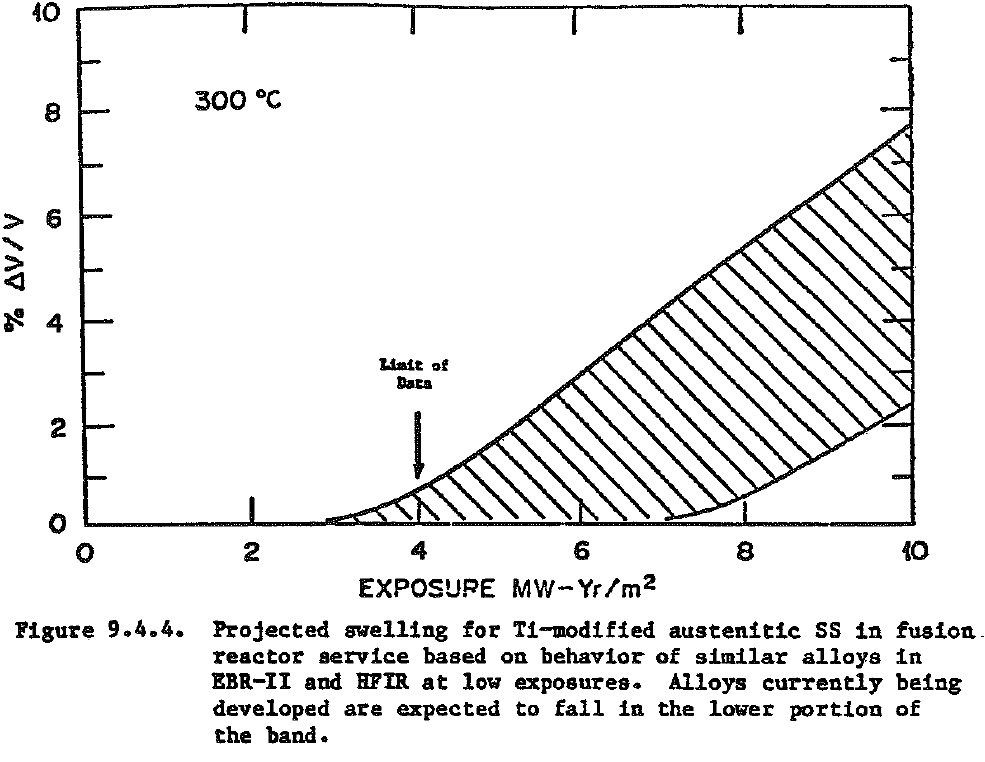 10
300 °C
8
6
% ΔV/V
4
Limit of
Data
2
0
0 2 4 6 8 10
EXPOSURE MW-Yr/m²
Figure 9.4.4. Projected swelling for Ti-modified austenitic SS in fusion
reactor service based on behavior of similar alloys in
EBR-II and HFIR at low exposures. Alloys currently being
developed are expected to fall in the lower portion of
the band.